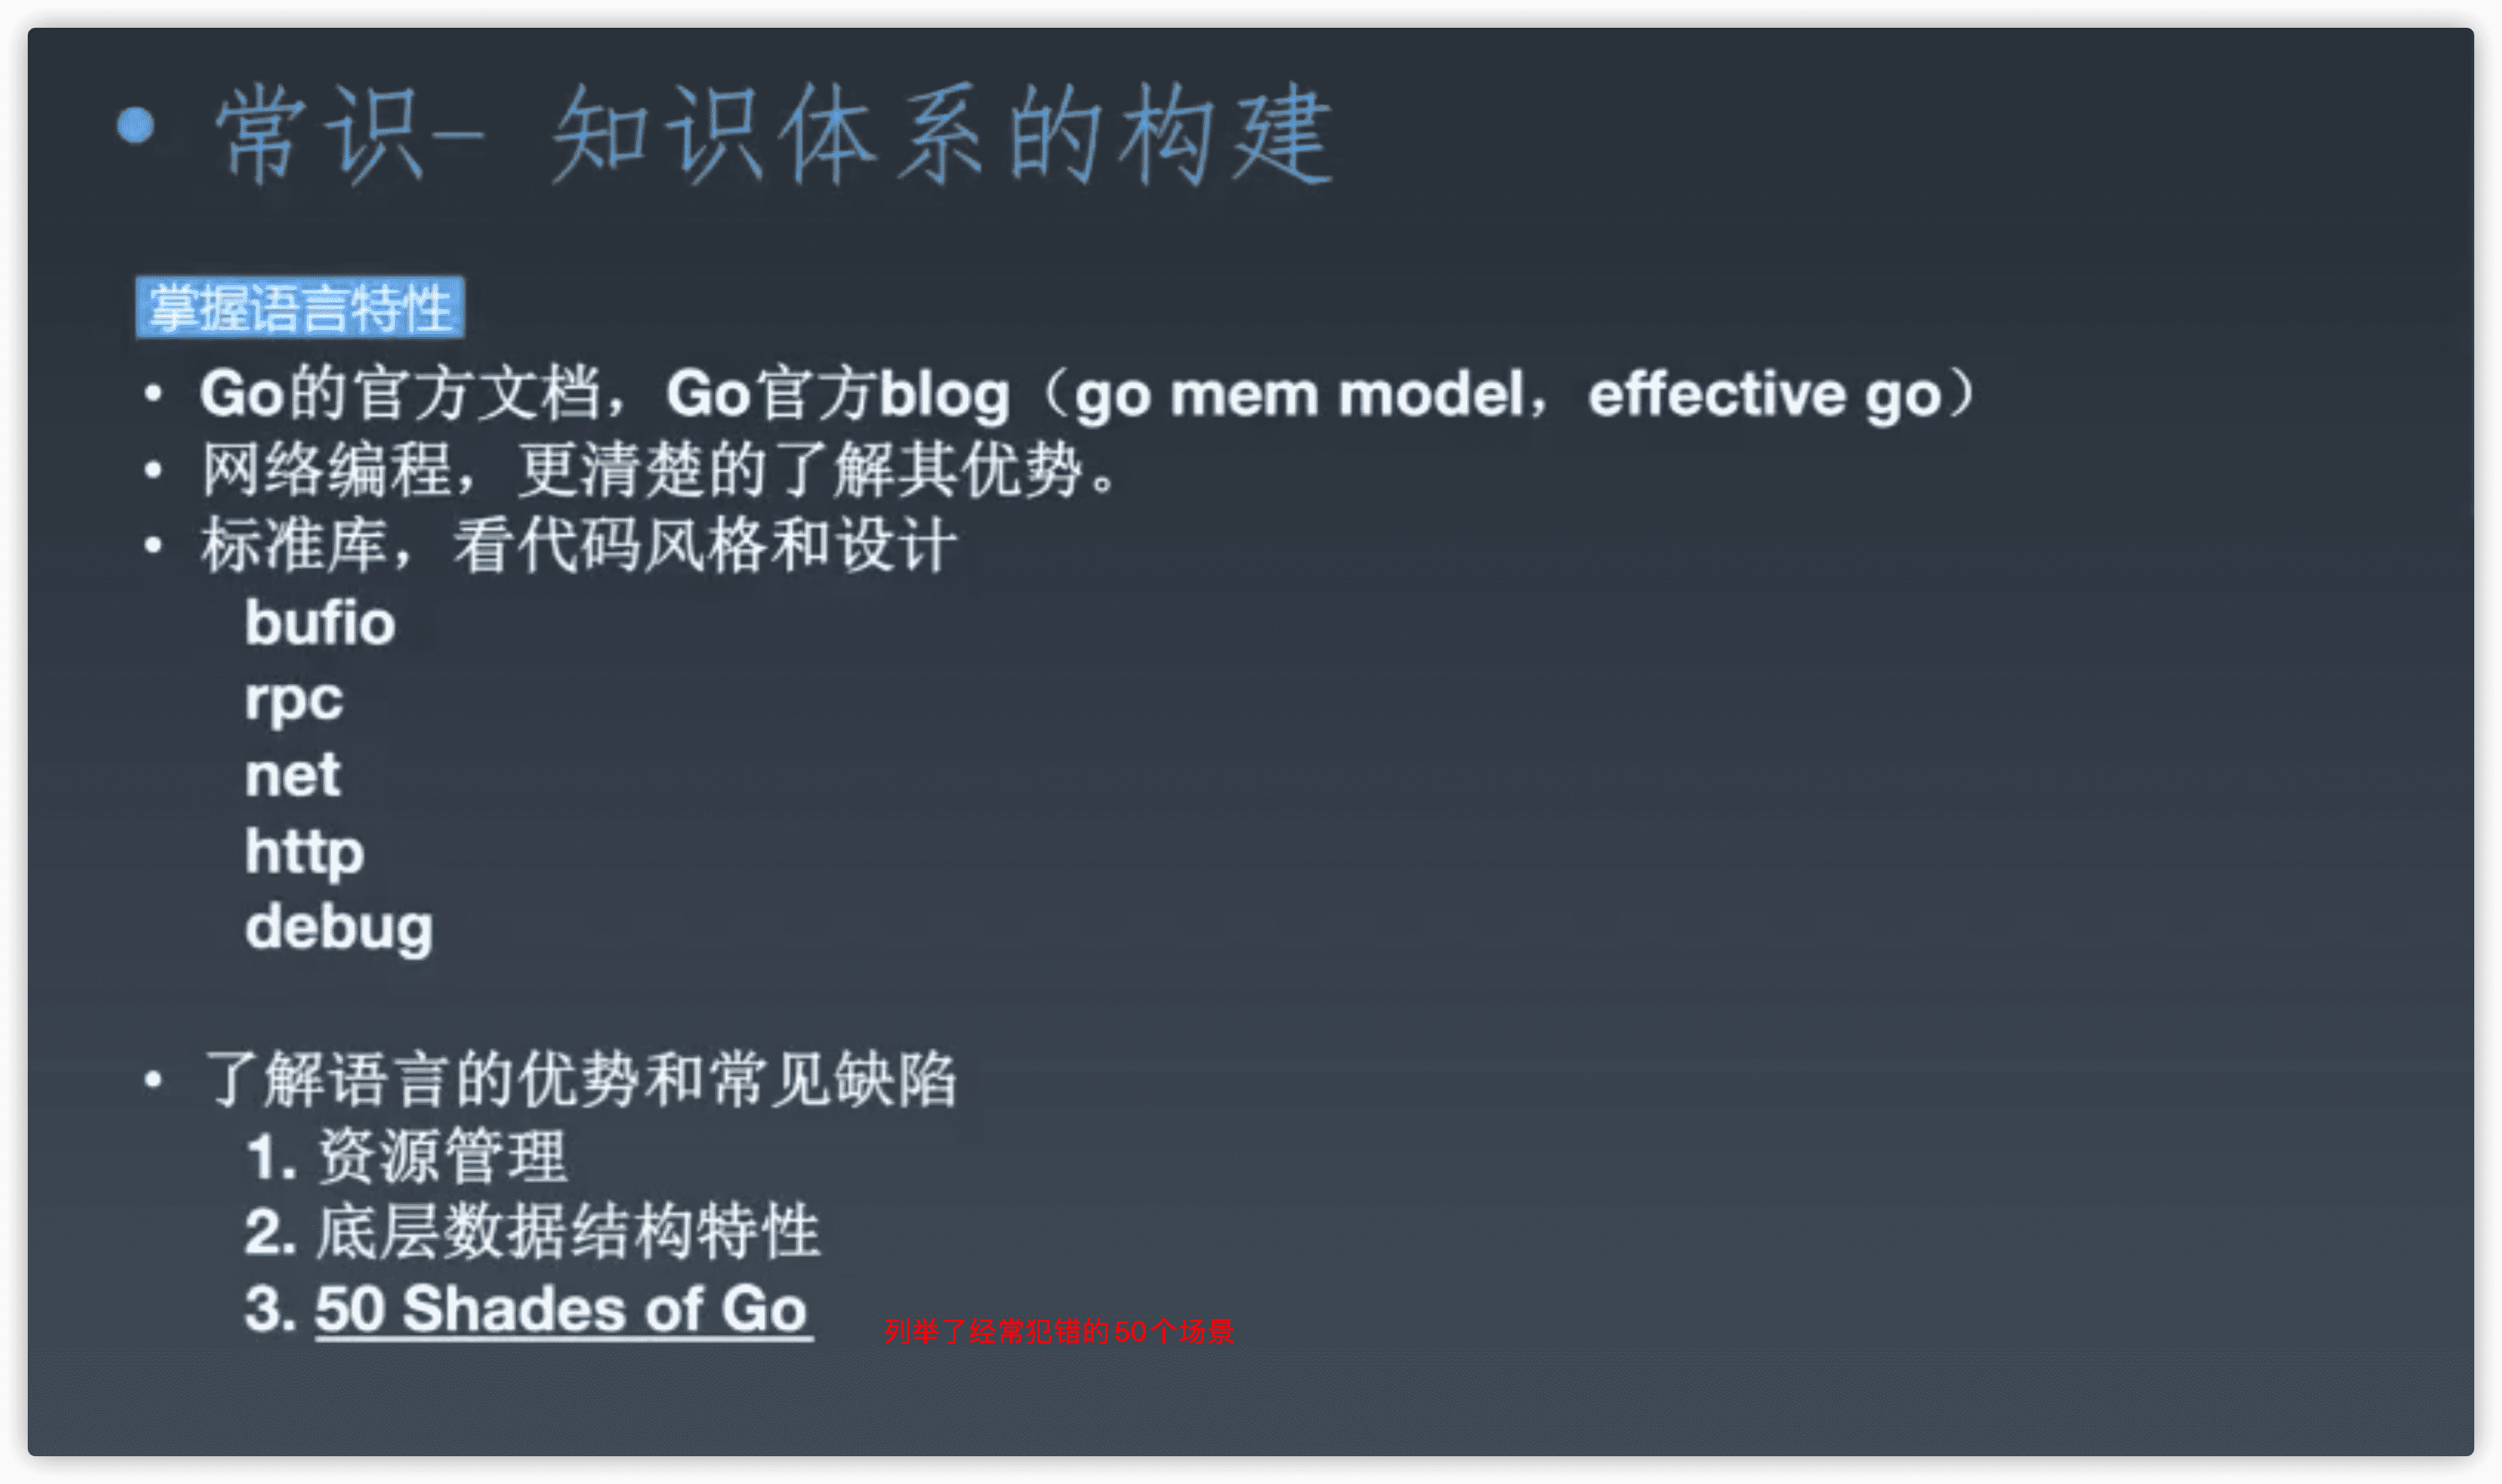 • 常识- 知识体系的构建
掌握语言特性
• Go的官方文档，Go官方blog（go mem model，effective go）
• 网络编程，更清楚的了解其优势。
• 标准库，看代码风格和设计
bufio
rpc
net
http
debug
• 了解语言的优势和常见缺陷
1. 资源管理
2. 底层数据结构特性
3. 50 Shades of Go 列举了经常犯错的50个场景